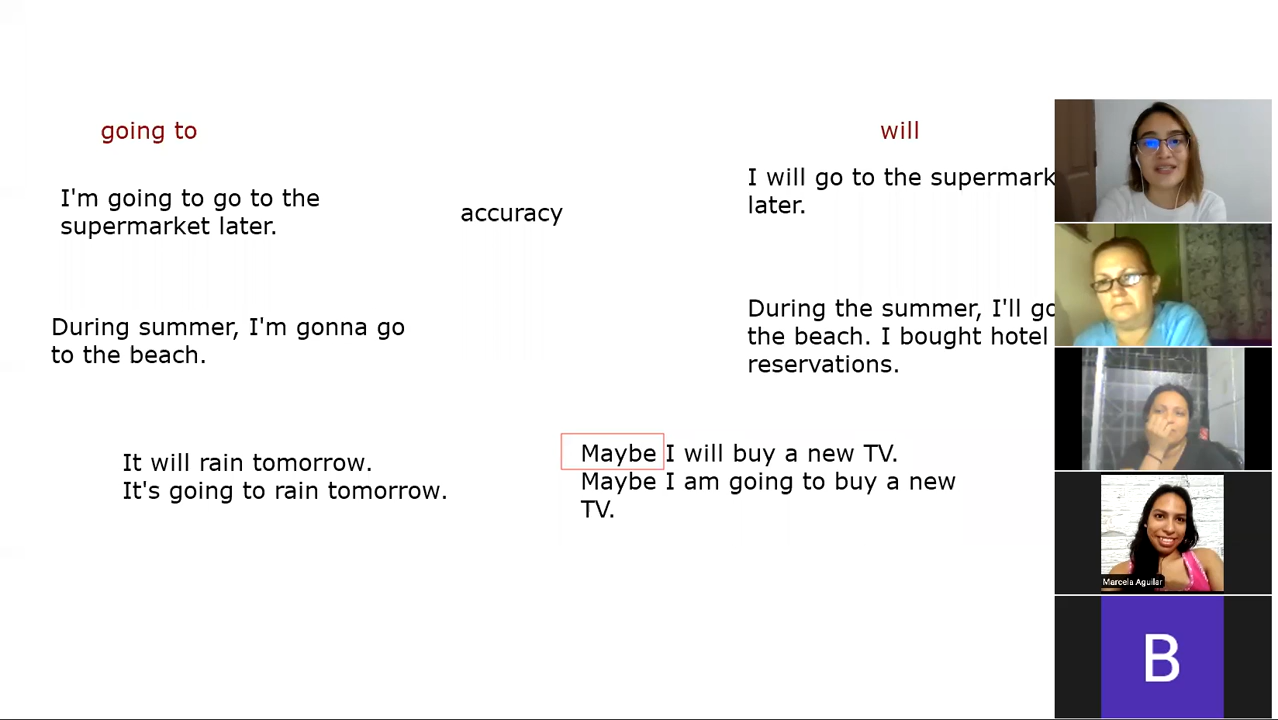 going to
will
I'm going to go to the
supermarket later.
accuracy
I will go to the
later.
During summer, I'm gonna go
to the beach.
During the summer, I'll go
the beach. I bought hotel
reservations.
It will rain tomorrow.
It's going to rain tomorrow.
Maybe I will buy a new TV.
Maybe I am going to buy a new
TV.
Marcela Aguilar
B